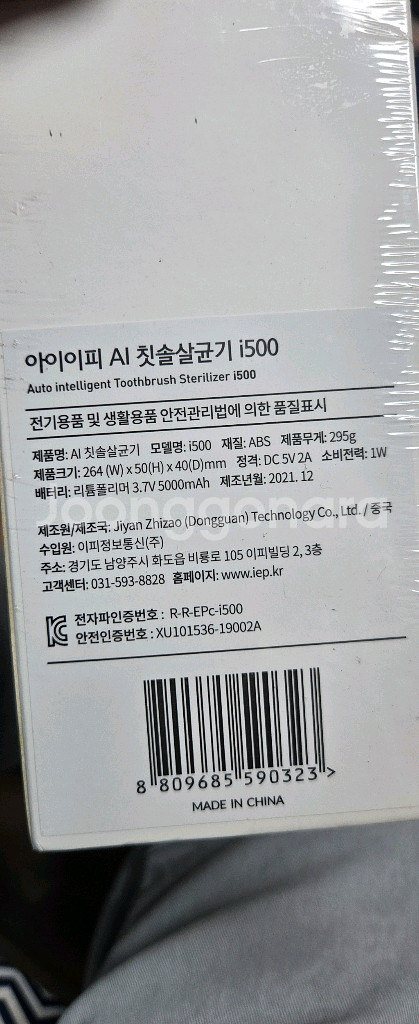 아이이피 AI 칫솔살균기 i500
Auto intelligent Toothbrush Sterilizer i500
전기용품 및 생활용품 안전관리법에 의한 품질표시
제품명: AI 칫솔살균기 모델명: i500 재질: ABS 제품무게: 295g
제품크기: 264 (W) x 50(H) x 40(D)mm 정격: DC 5V 2A 소비전력: 1W
배터리: 리튬폴리머 3.7V 5000mAh 제조년월: 2021. 12
Joonggonara
제조원/제조국: Jiyan Zhizao (Dongguan) Technology Co., Ltd. / 중국
수입원: 이피정보통신(주)
주소: 경기도 남양주시 화도읍 비룡로 105 이피빌딩 2, 3층
고객센터: 031-593-8828 홈페이지: www.iep.kr
전자파인증번호 : R-R-EPc-i500
안전인증번호 : XU101536-19002A
8 809685 590323 >
MADE IN CHINA